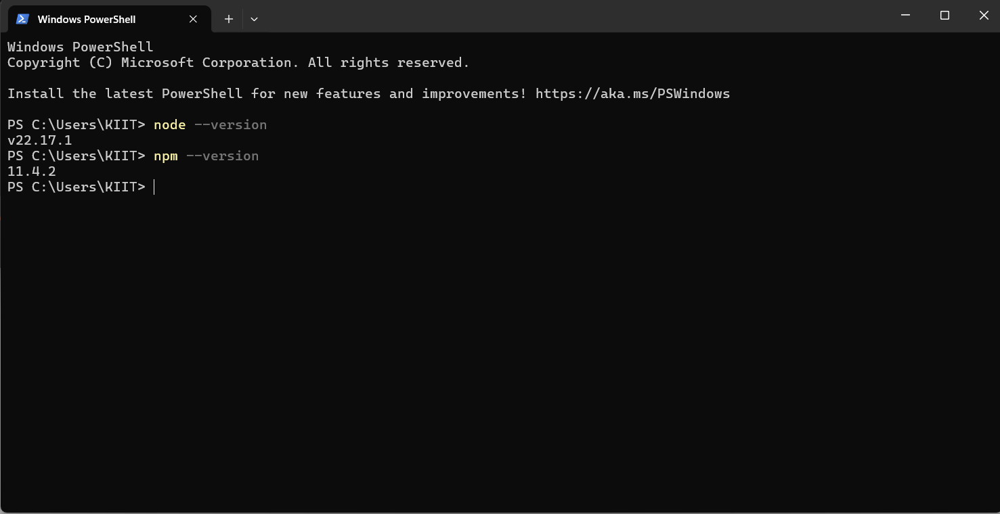 Windows PowerShell
Windows PowerShell
Copyright (C) Microsoft Corporation. All rights reserved.
Install the latest PowerShell for new features and improvements! https://aka.ms/PSWindows
PS C:\Users\KIIT> node --version
v22.17.1
PS C:\Users\KIIT> npm --version
11.4.2
PS C:\Users\KIIT>